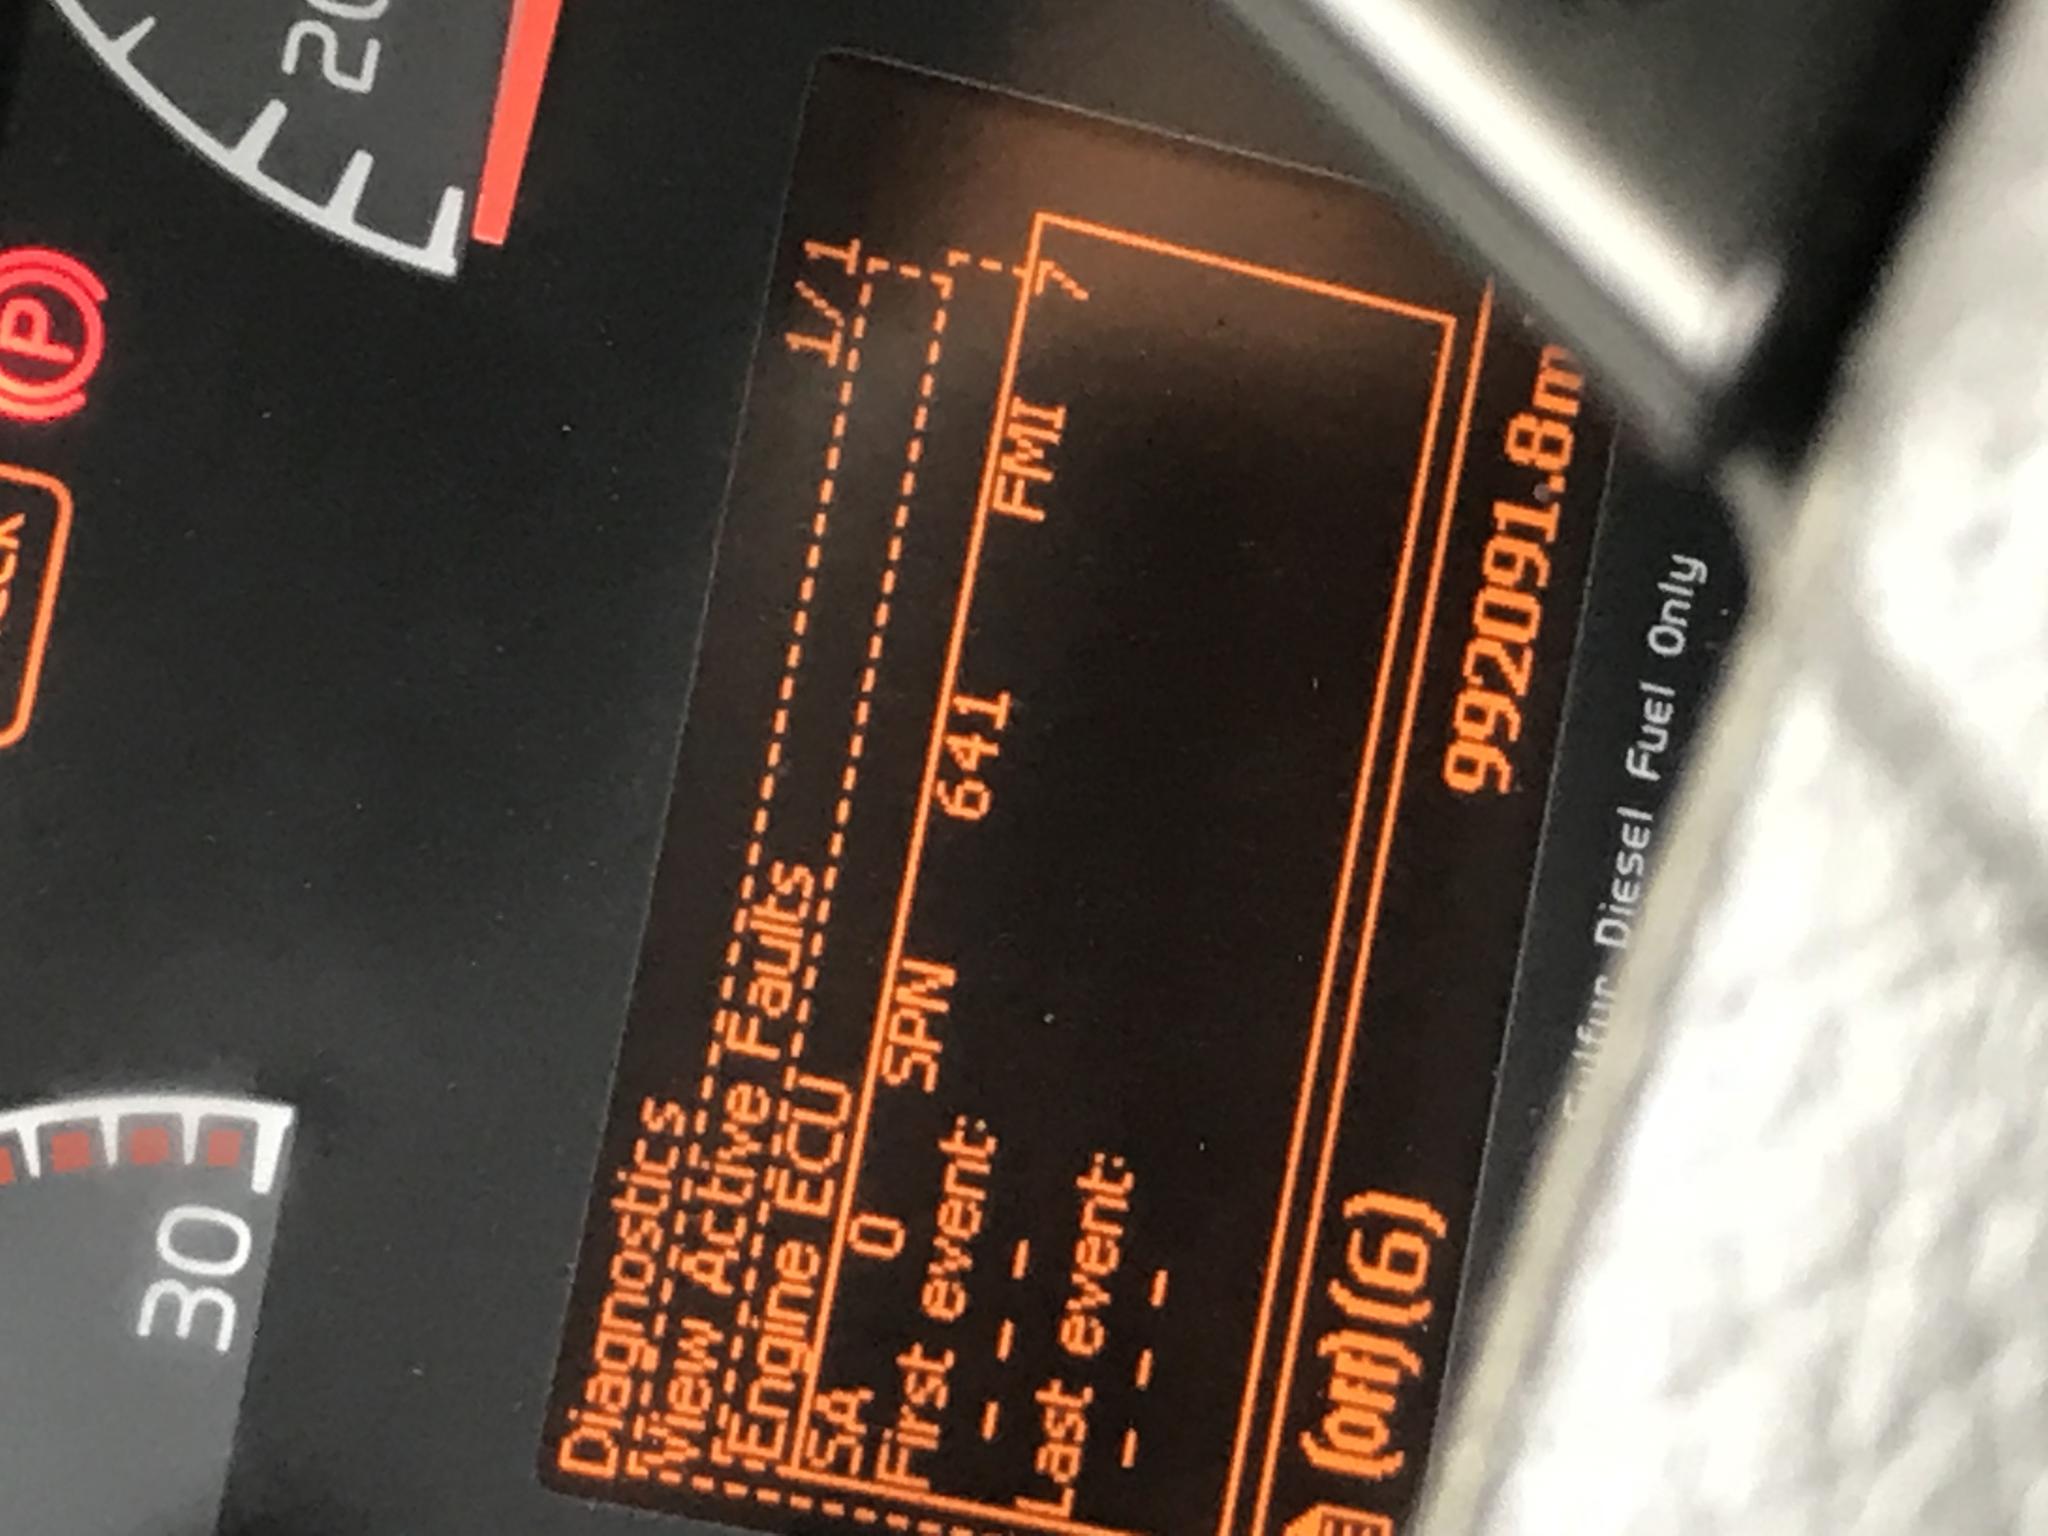 20
P
30
Diagnostics 1/1
View Active Faults
Engine ECU
SA 0 SPN 641 FMI 7
First event:
- - -
Last event:
- - -
(off)(6) 992091.8m
Diesel Fuel Only